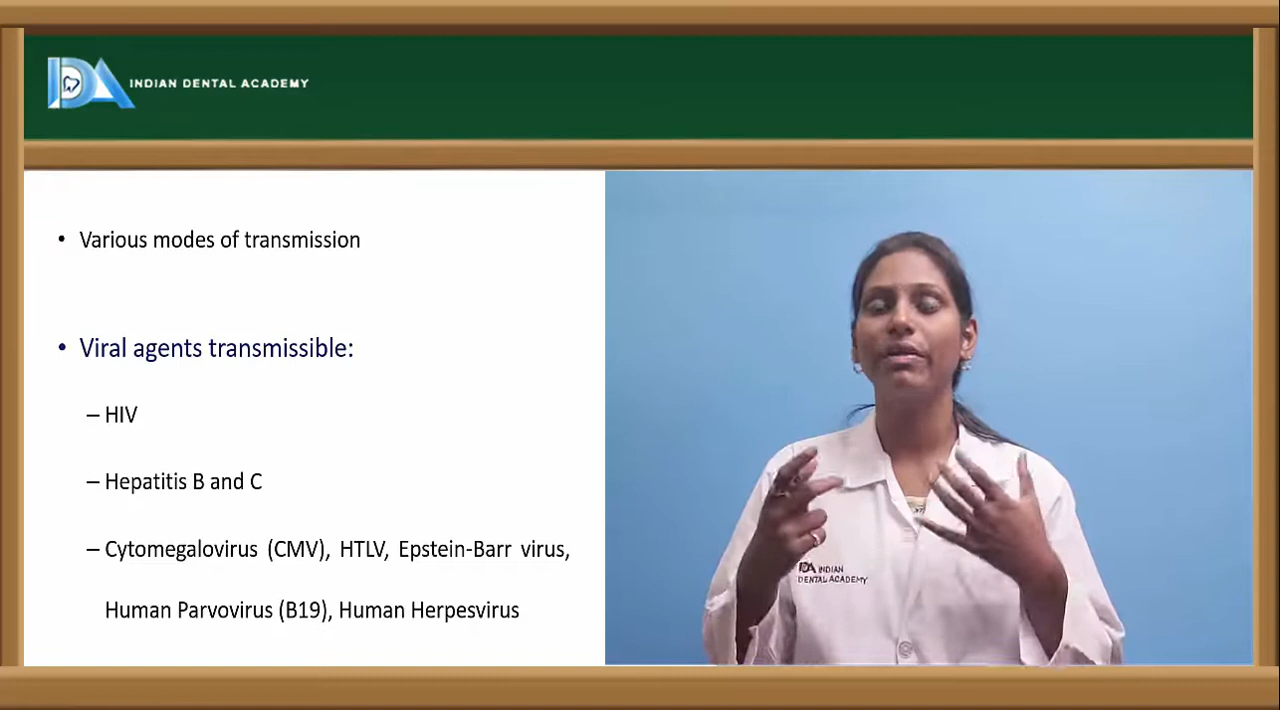 INDIAN DENTAL ACADEMY
• Various modes of transmission
• Viral agents transmissible:
– HIV
– Hepatitis B and C
– Cytomegalovirus (CMV), HTLV, Epstein-Barr virus,
Human Parvovirus (B19), Human Herpesvirus
IDA INDIAN
DENTAL ACADEMY